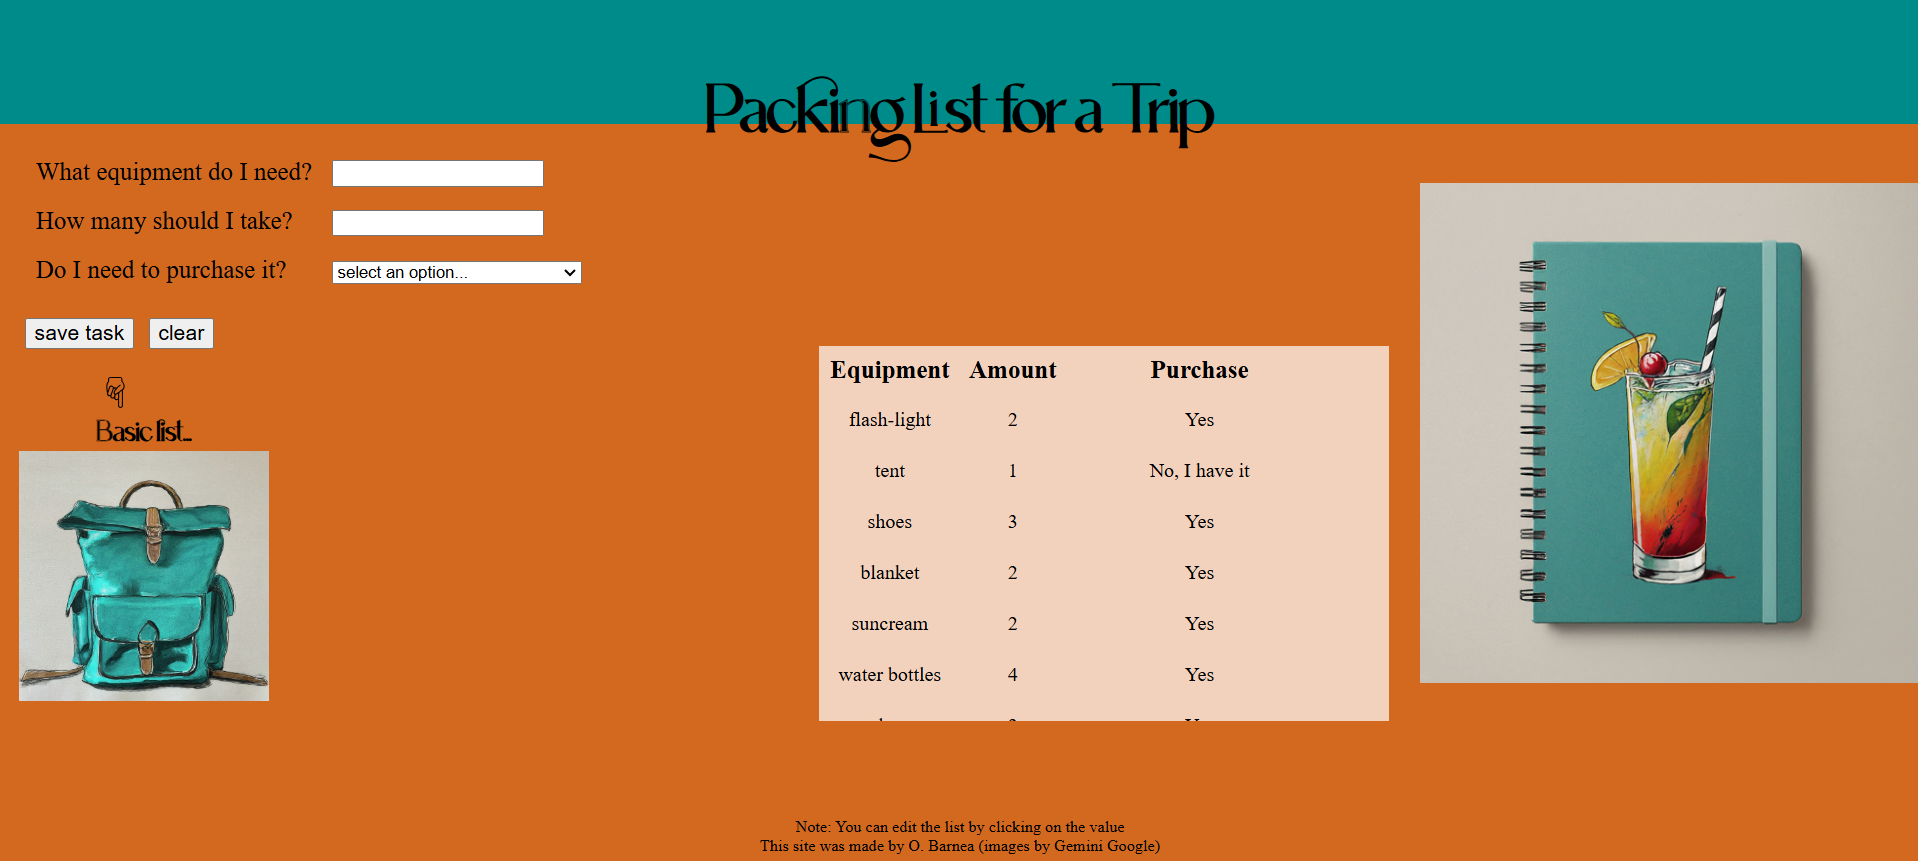 Packing List for a Trip
What equipment do I need?
How many should I take?
Do I need to purchase it? select an option...
save task clear
Basic list...
Equipment Amount Purchase
flash-light 2 Yes
tent 1 No, I have it
shoes 3 Yes
blanket 2 Yes
suncream 2 Yes
water bottles 4 Yes
Note: You can edit the list by clicking on the value
This site was made by O. Barnea (images by Gemini Google)